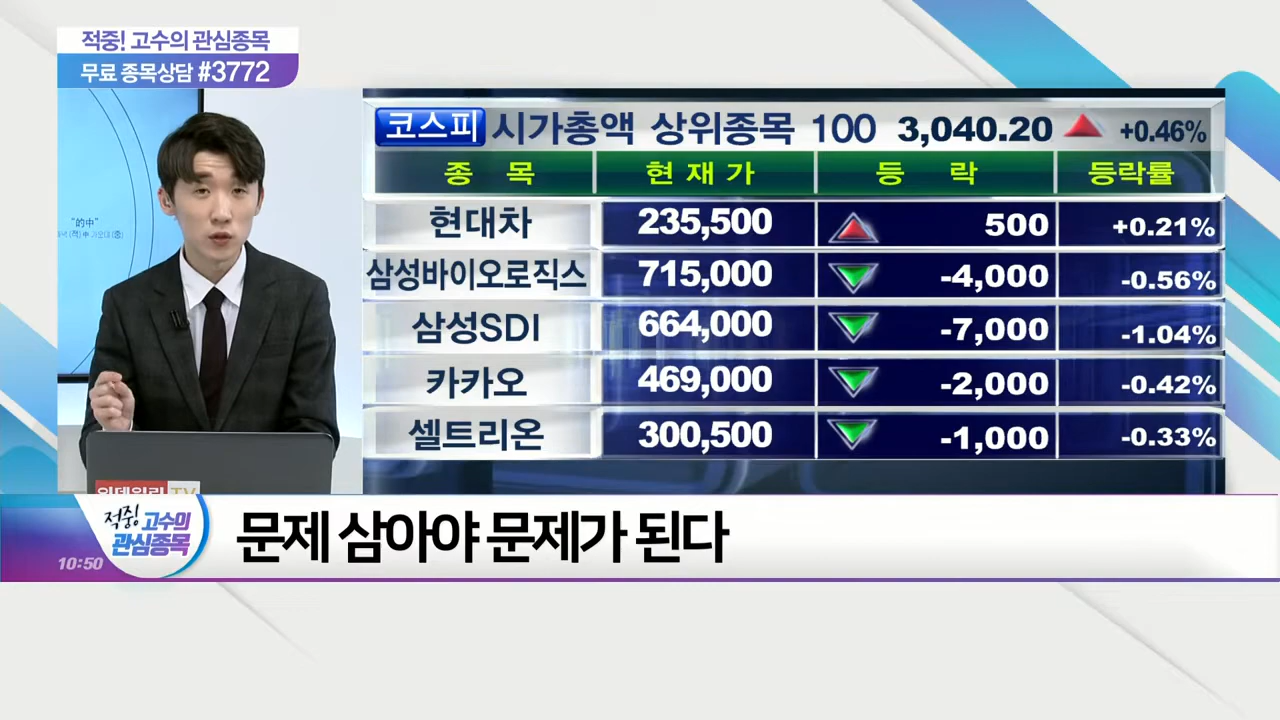 적중! 고수의 관심종목
무료 종목상담 #3772
"的中"
코스피 시가총액 상위종목 100 3,040.20 ▲ +0.46%
종 목 현 재 가 등 락 등락률
현대차 235,500 ▲ 500 +0.21%
삼성바이오로직스 715,000 ▼ -4,000 -0.56%
삼성SDI 664,000 ▼ -7,000 -1.04%
카카오 469,000 ▼ -2,000 -0.42%
셀트리온 300,500 ▼ -1,000 -0.33%
TV
적중! 고수의
관심종목
10:50
문제 삼아야 문제가 된다